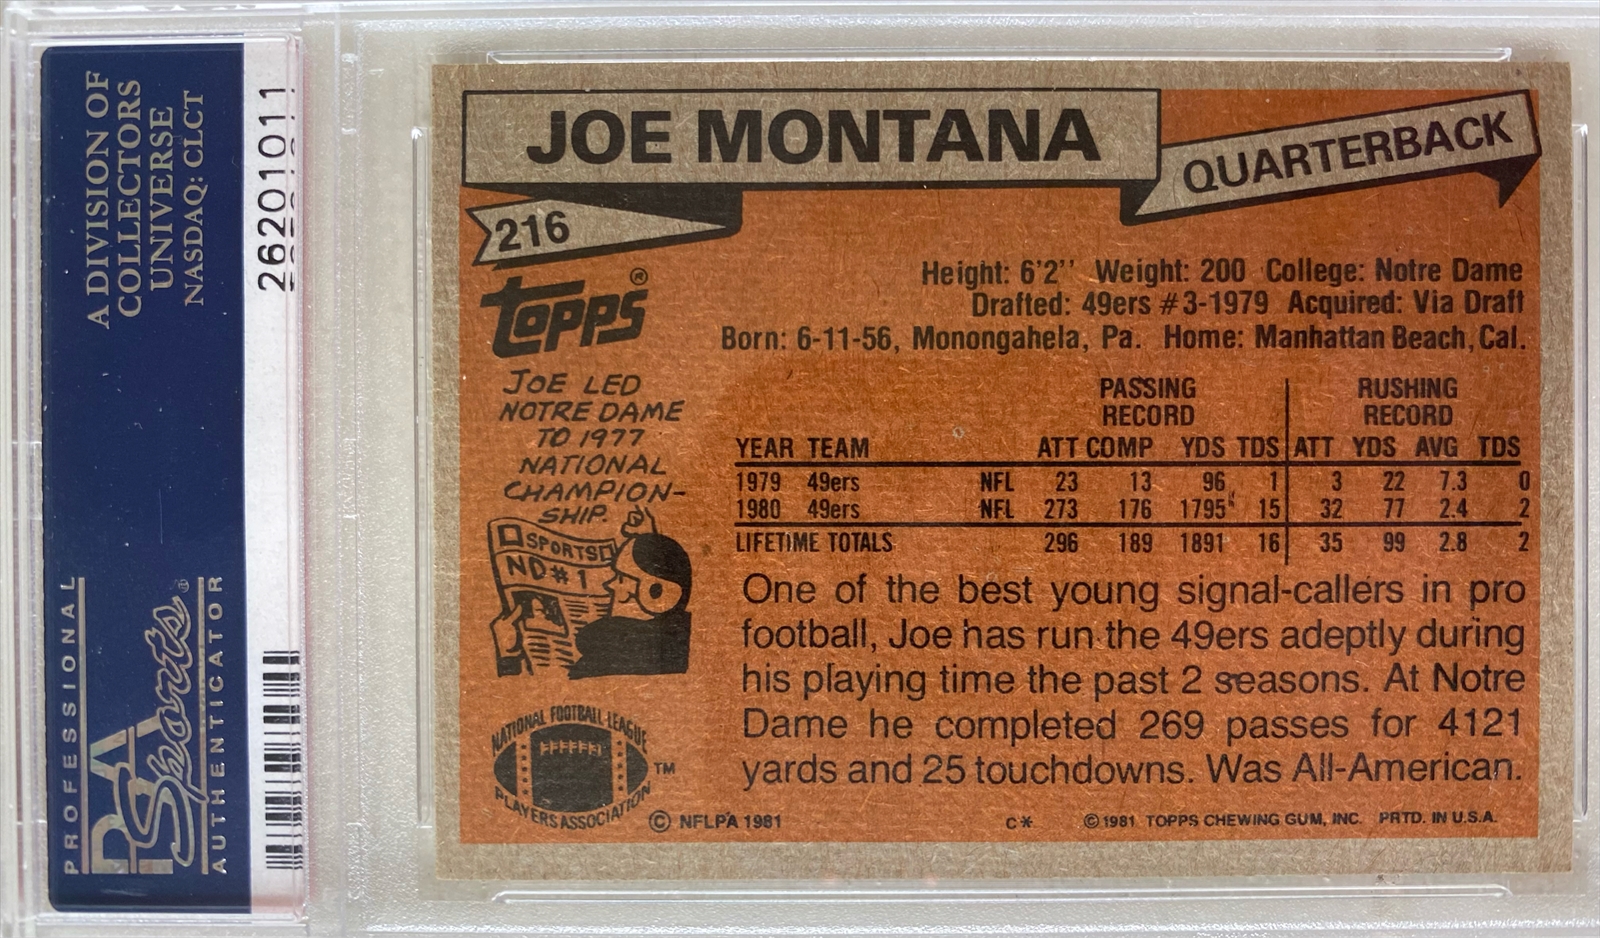 A DIVISION OF
COLLECTORS
UNIVERSE
NASDAQ: CLCT
26201011
PROFESSIONAL
PSA
Sports®
AUTHENTICATOR
JOE MONTANA
QUARTERBACK
216
topps®
Height: 6'2'' Weight: 200 College: Notre Dame
Drafted: 49ers #3-1979 Acquired: Via Draft
Born: 6-11-56, Monongahela, Pa. Home: Manhattan Beach, Cal.
JOE LED
NOTRE DAME
TO 1977
NATIONAL
CHAMPION-
SHIP.
SPORTS
ND#1
PASSING RUSHING
RECORD RECORD
YEAR TEAM ATT COMP YDS TDS ATT YDS AVG TDS
1979 49ers NFL 23 13 96 1 3 22 7.3 0
1980 49ers NFL 273 176 1795 15 32 77 2.4 2
LIFETIME TOTALS 296 189 1891 16 35 99 2.8 2
One of the best young signal-callers in pro
football, Joe has run the 49ers adeptly during
his playing time the past 2 seasons. At Notre
Dame he completed 269 passes for 4121
yards and 25 touchdowns. Was All-American.
NATIONAL FOOTBALL LEAGUE
PLAYERS ASSOCIATION
TM
© NFLPA 1981
C*
©1981 TOPPS CHEWING GUM, INC. PRTD. IN U.S.A.